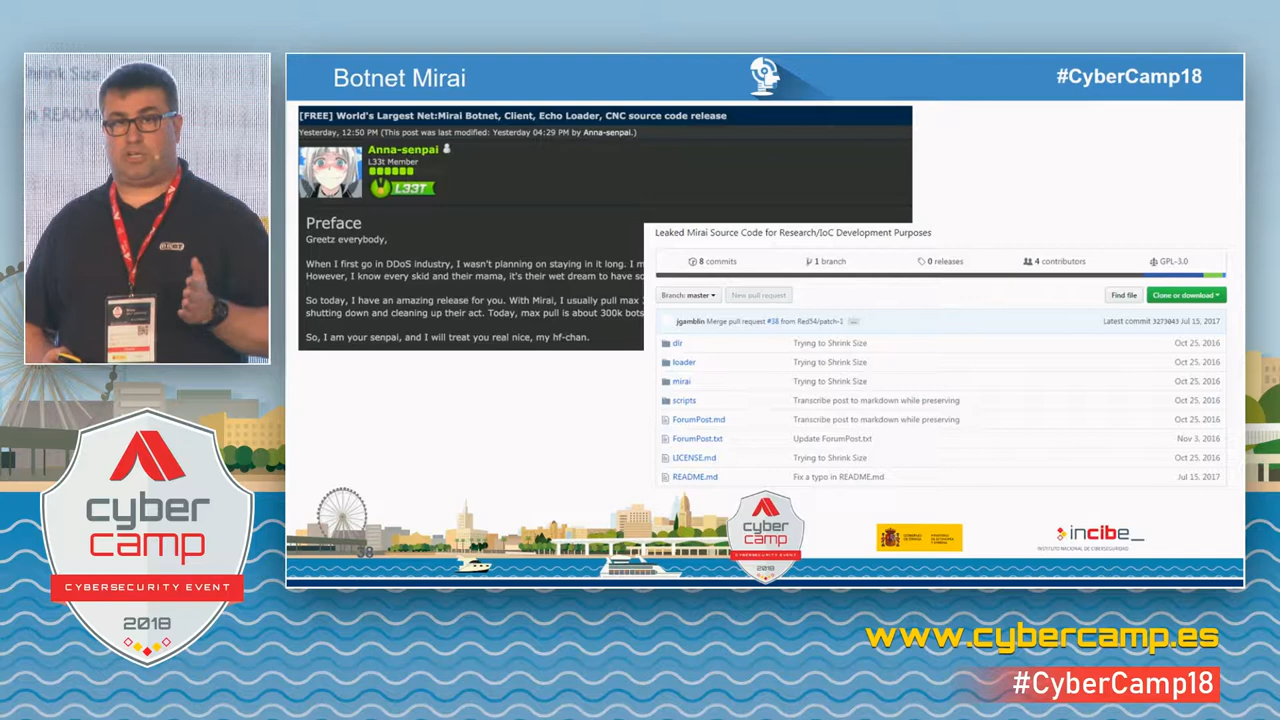 Botnet Mirai
#CyberCamp18
[FREE] World's Largest Net:Mirai Botnet, Client, Echo Loader, CNC source code release
Yesterday, 12:50 PM (This post was last modified: Yesterday 04:29 PM by Anna-senpai.)
Anna-senpai
L33t Member
L33T
Preface
Greetz everybody,
When I first go in DDoS industry, I wasn't planning on staying in it long. I m
However, I know every skid and their mama, it's their wet dream to have so
So today, I have an amazing release for you. With Mirai, I usually pull max
shutting down and cleaning up their act. Today, max pull is about 300k bots
So, I am your senpai, and I will treat you real nice, my hf-chan.
Leaked Mirai Source Code for Research/IoC Development Purposes
8 commits 1 branch 0 releases 4 contributors GPL-3.0
Branch: master New pull request Find file Clone or download
jgamblin Merge pull request #38 from Red54/patch-1 ... Latest commit 3273043 Jul 15, 2017
dlr Trying to Shrink Size Oct 25, 2016
loader Trying to Shrink Size Oct 25, 2016
mirai Trying to Shrink Size Oct 25, 2016
scripts Transcribe post to markdown while preserving Oct 25, 2016
ForumPost.md Transcribe post to markdown while preserving Oct 25, 2016
ForumPost.txt Update ForumPost.txt Nov 3, 2016
LICENSE.md Trying to Shrink Size Oct 25, 2016
README.md Fix a typo in README.md Jul 15, 2017
38
cyber
camp
CYBERSECURITY EVENT
2018
incibe_
INSTITUTO NACIONAL DE CIBERSEGURIDAD
cyber
camp
CYBERSECURITY EVENT
2018
www.cybercamp.es
#CyberCamp18